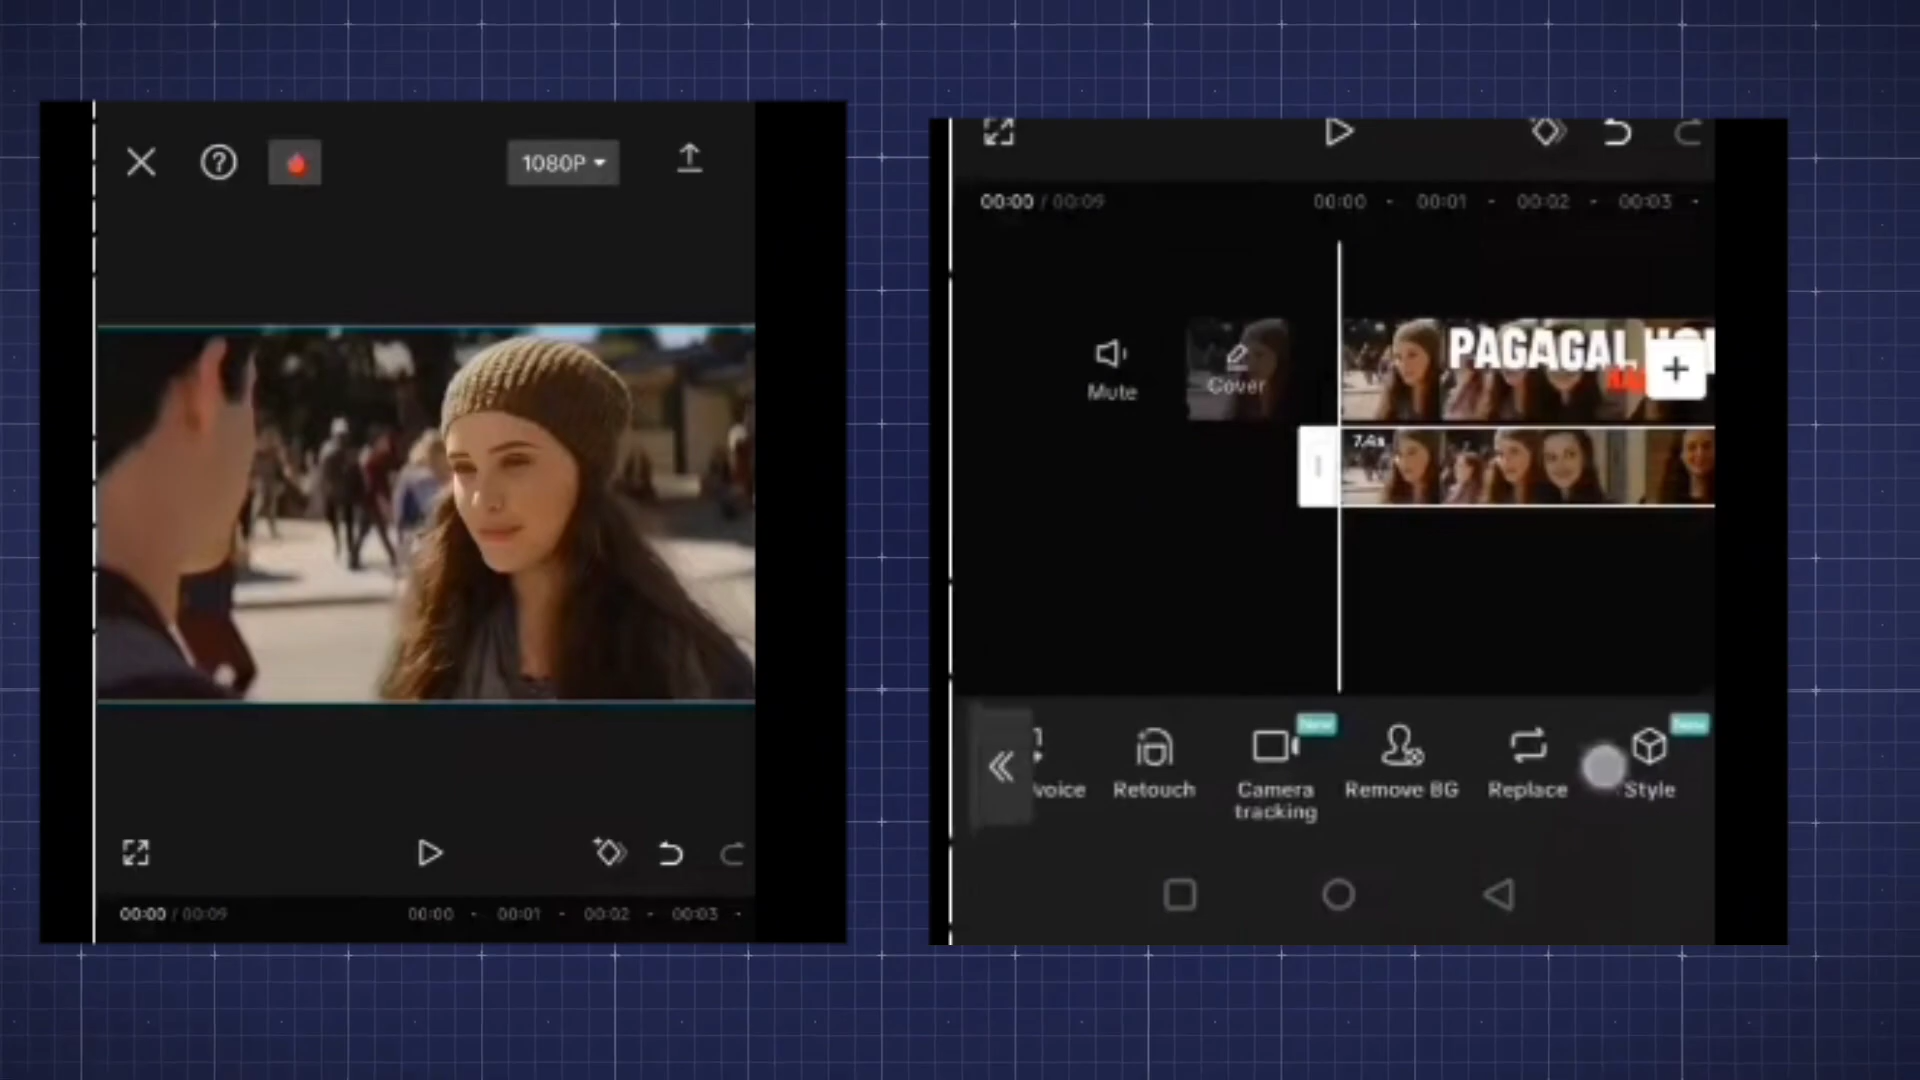 1080P
00:00 / 00:09
00:00 00:01 00:02 00:03
00:00 / 00:09
00:00 00:01 00:02 00:03
Mute
Cover
PAGAGAL
7.4s
voice
Retouch
Camera
tracking
New
Remove BG
Replace
Style
New